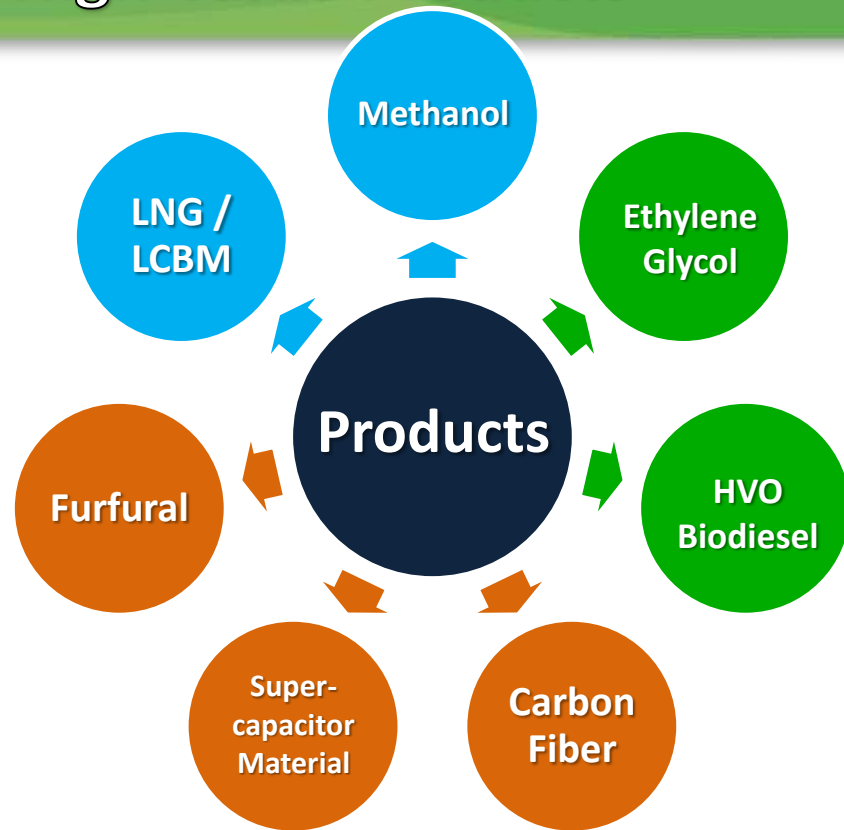 Methanol
Ethylene
Glycol
HVO
Biodiesel
Carbon
Fiber
Super-
capacitor
Material
Furfural
LNG /
LCBM
Products